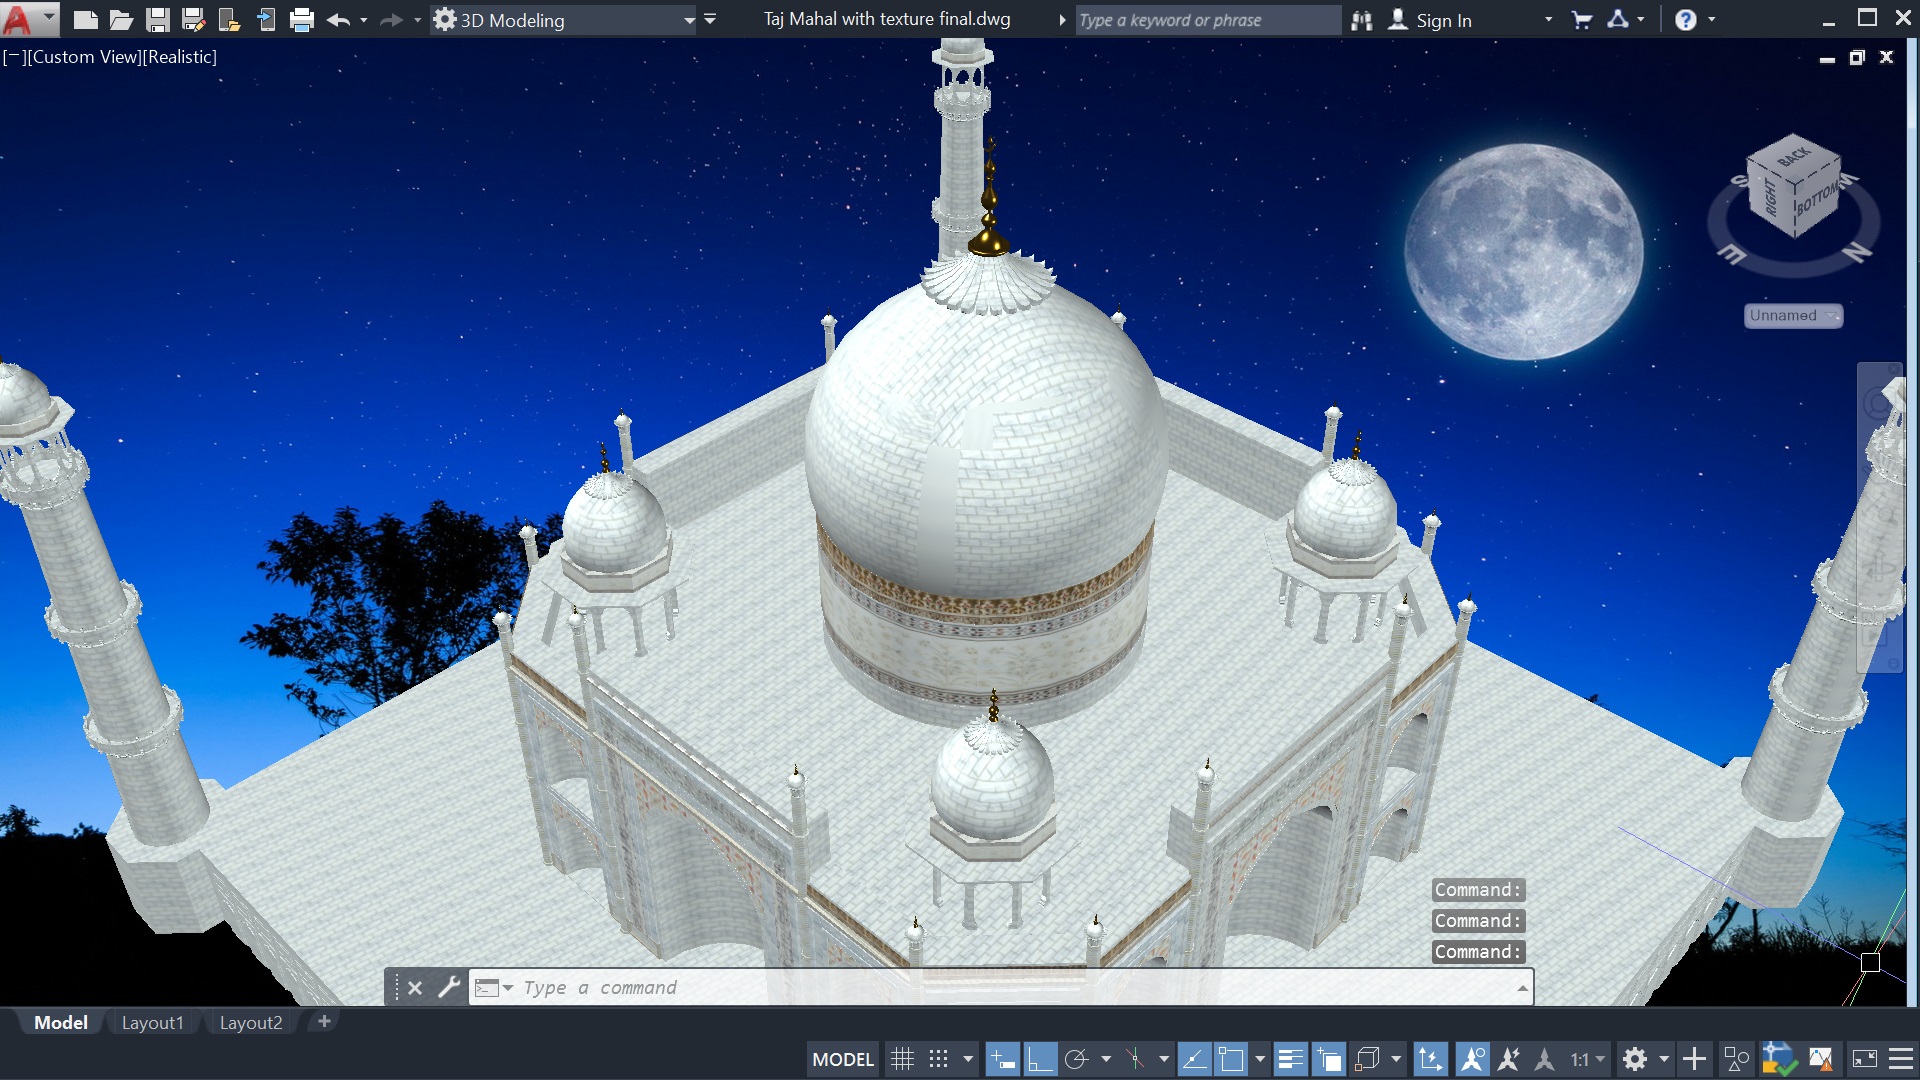 A
3D Modeling
Taj Mahal with texture final.dwg
Type a keyword or phrase
Sign In
?
[−][Custom View][Realistic]
BACK
RIGHT
BOTTOM
S
W
E
N
Unnamed
Command:
Command:
Command:
Type a command
Model
Layout1
Layout2
+
MODEL
1:1